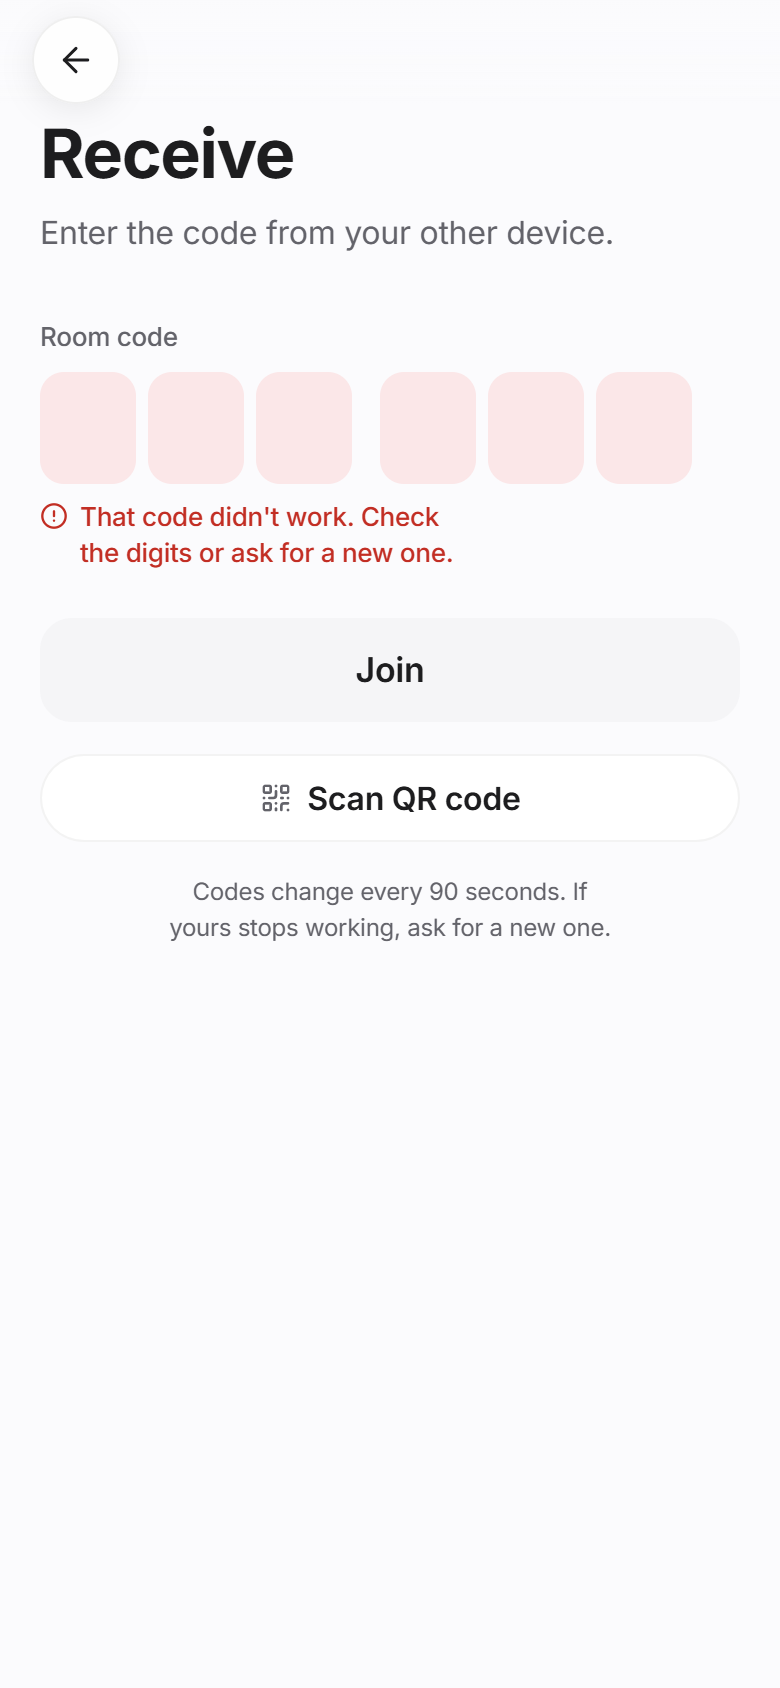 Receive
Enter the code from your other device.
Room code
That code didn't work. Check
the digits or ask for a new one.
Join
Scan QR code
Codes change every 90 seconds. If
yours stops working, ask for a new one.